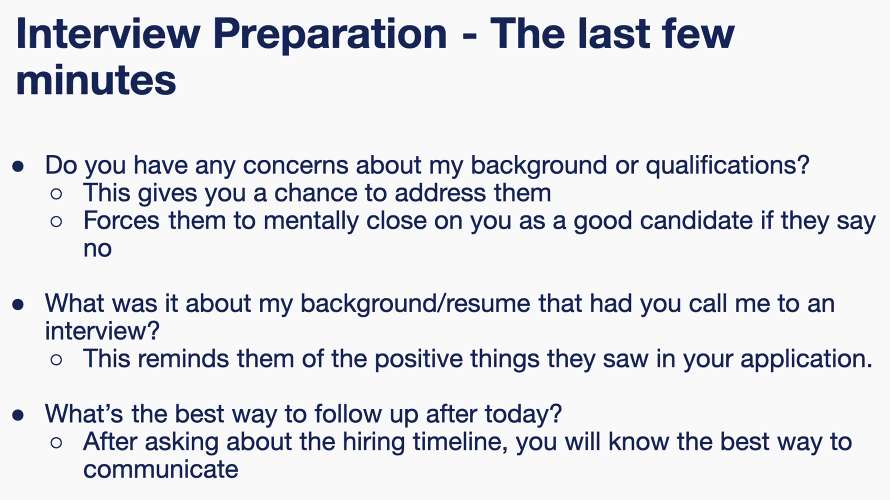 Interview Preparation - The last few
minutes
● Do you have any concerns about my background or qualifications?
○ This gives you a chance to address them
○ Forces them to mentally close on you as a good candidate if they say
no
● What was it about my background/resume that had you call me to an
interview?
○ This reminds them of the positive things they saw in your application.
● What’s the best way to follow up after today?
○ After asking about the hiring timeline, you will know the best way to
communicate